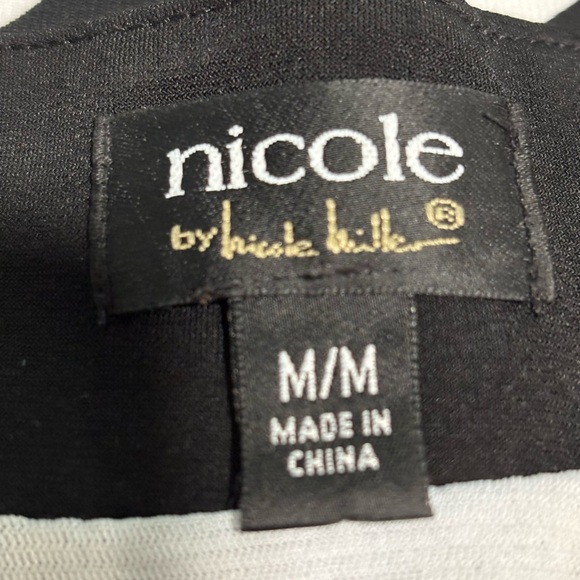 nicole
by Nicole Miller ®
M/M
MADE IN
CHINA